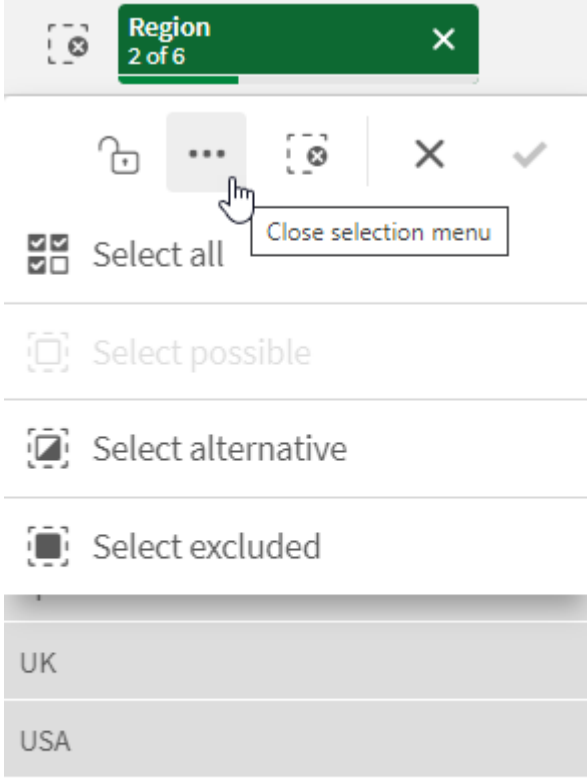 Region
2 of 6
Close selection menu
Select all
Select possible
Select alternative
Select excluded
UK
USA